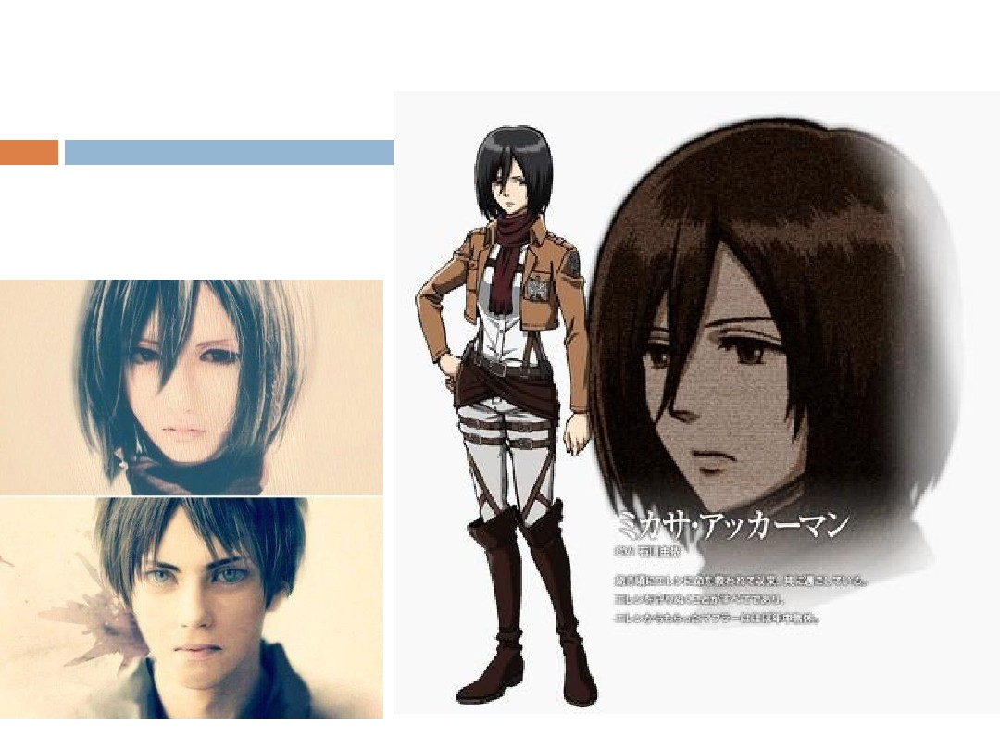 ミカサ・アッカーマン
CV: 石川由依
幼き頃にエレンに命を救われて以来、共に過ごしている。
エレンを守りぬくことがすべてであり、
エレンからもらったマフラーはほぼ年中無休。